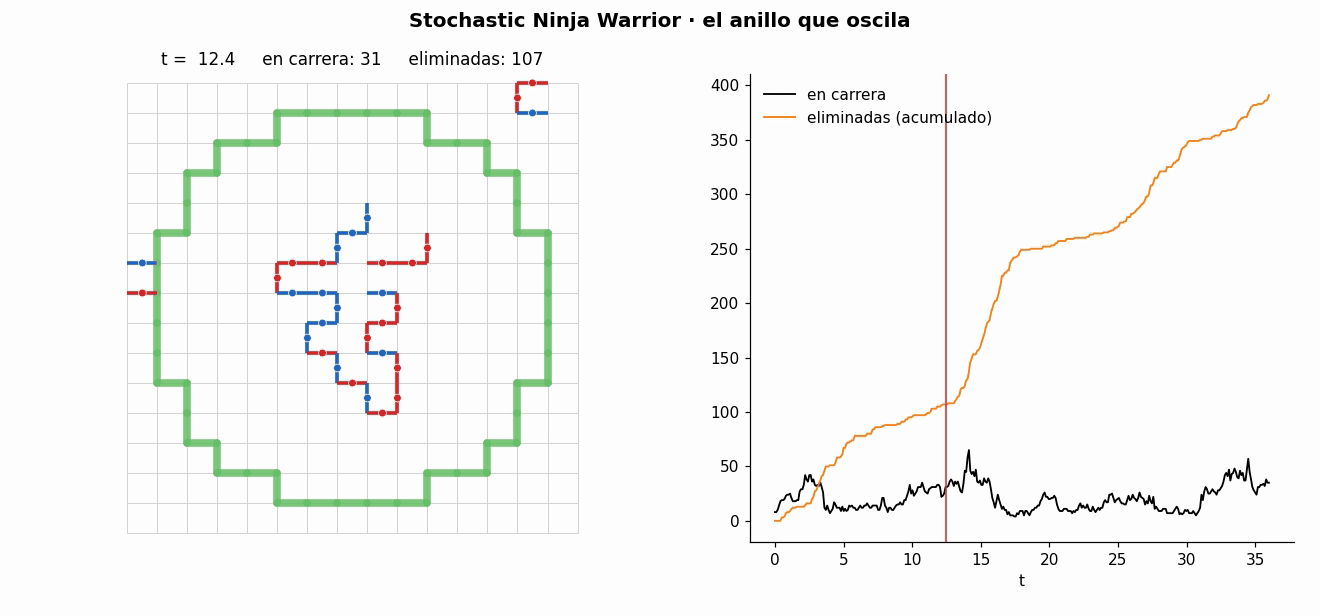 Stochastic Ninja Warrior · el anillo que oscila
t =  12.4     en carrera: 31     eliminadas: 107
en carrera
eliminadas (acumulado)
400
350
300
250
200
150
100
50
0
0 5 10 15 20 25 30 35
t